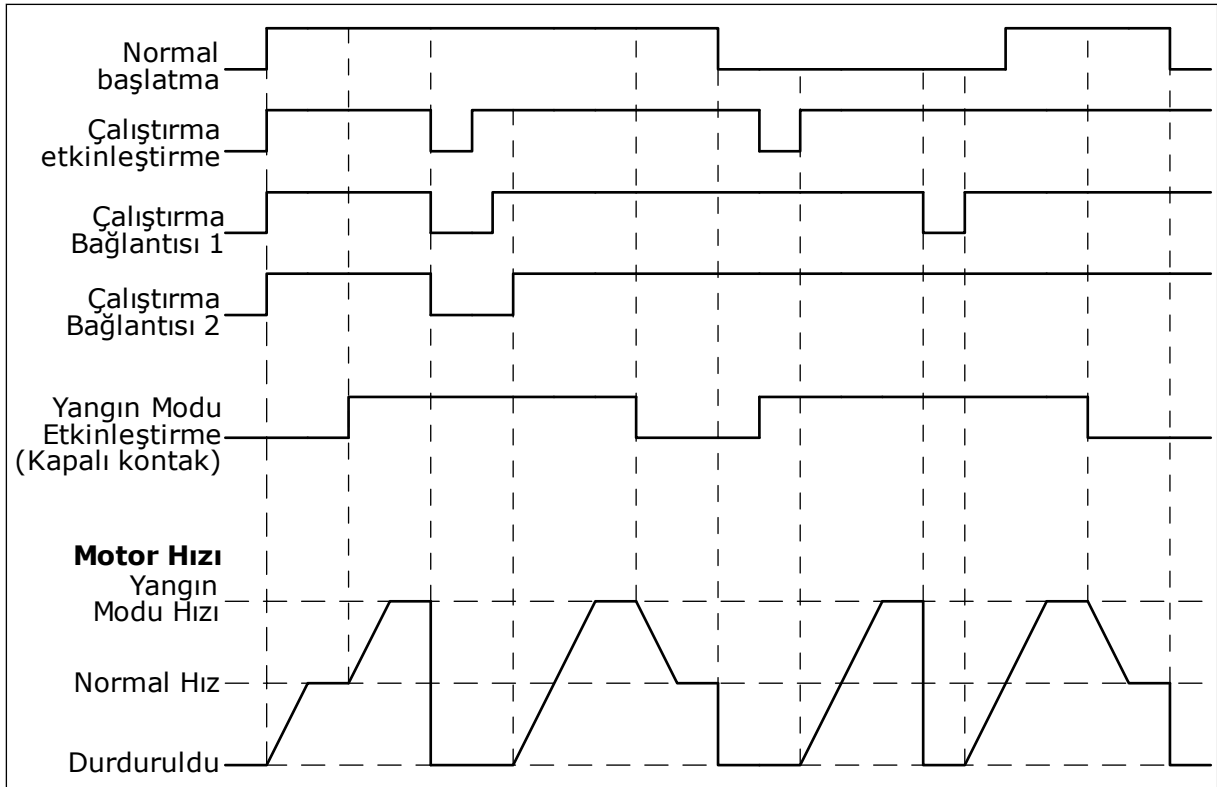 Normal
başlatma
Çalıştırma
etkinleştirme
Çalıştırma
Bağlantısı 1
Çalıştırma
Bağlantısı 2
Yangın Modu
Etkinleştirme
(Kapalı kontak)
Motor Hızı
Yangın
Modu Hızı
Normal Hız
Durduruldu